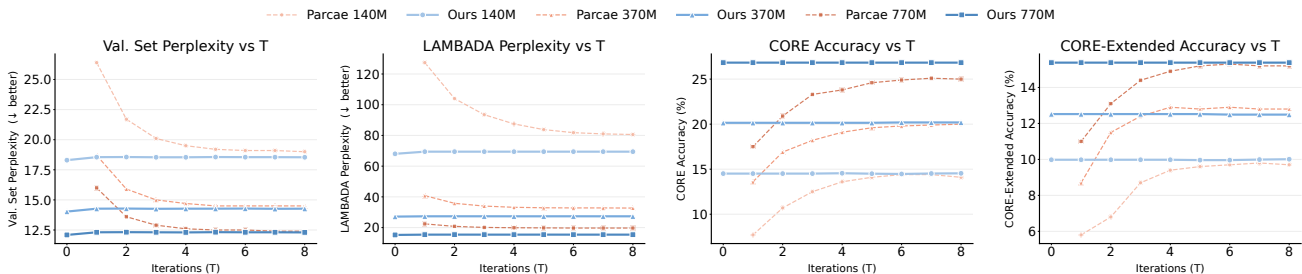 Parcae 140M Ours 140M Parcae 370M Ours 370M Parcae 770M Ours 770M
Val. Set Perplexity vs T
Val. Set Perplexity (↓ better)
25.0
22.5
20.0
17.5
15.0
12.5
0 2 4 6 8
Iterations (T)
LAMBADA Perplexity vs T
LAMBADA Perplexity (↓ better)
120
100
80
60
40
20
0 2 4 6 8
Iterations (T)
CORE Accuracy vs T
CORE Accuracy (%)
25
20
15
10
0 2 4 6 8
Iterations (T)
CORE-Extended Accuracy vs T
CORE-Extended Accuracy (%)
14
12
10
8
6
0 2 4 6 8
Iterations (T)